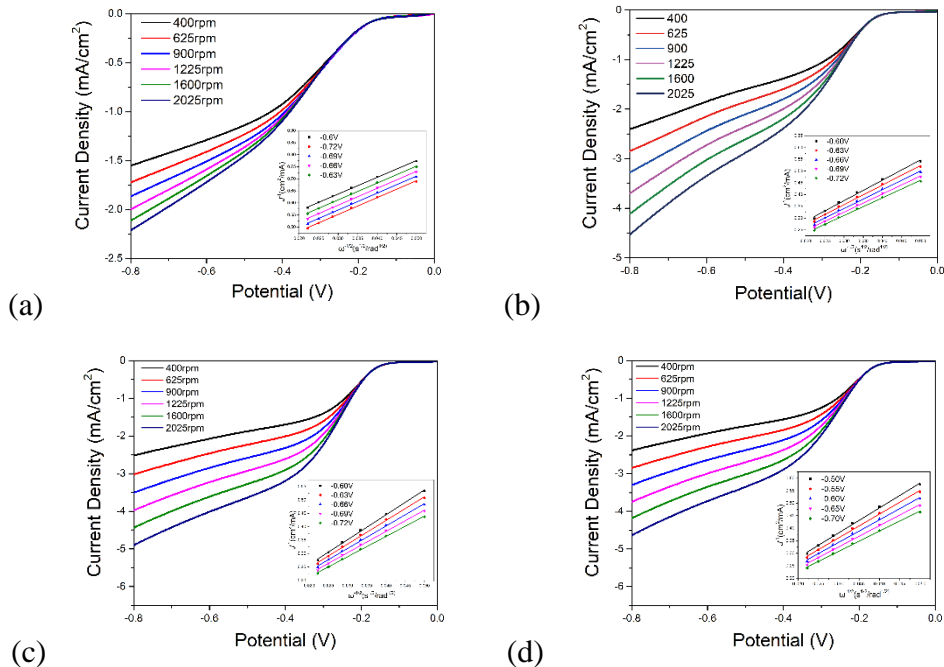 (a)
Current Density (mA/cm²)
Potential (V)
0.0
-0.5
-1.0
-1.5
-2.0
-2.5
-0.8 -0.6 -0.4 -0.2 0.0
400rpm
625rpm
900rpm
1225rpm
1600rpm
2025rpm
-0.6V
-0.72V
-0.69V
-0.66V
-0.63V
(b)
Current Density (mA/cm²)
Potential(V)
0
-1
-2
-3
-4
-5
-0.8 -0.6 -0.4 -0.2 0.0
400
625
900
1225
1600
2025
-0.60V
-0.63V
-0.66V
-0.69V
-0.72V
(c)
Current Density (mA/cm²)
Potential (V)
0
-1
-2
-3
-4
-5
-6
-0.8 -0.6 -0.4 -0.2 0.0
400rpm
625rpm
900rpm
1225rpm
1600rpm
2025rpm
-0.60V
-0.63V
-0.66V
-0.69V
-0.72V
(d)
Current Density (mA/cm²)
Potential (V)
0
-1
-2
-3
-4
-5
-6
-0.8 -0.6 -0.4 -0.2 0.0
400rpm
625rpm
900rpm
1225rpm
1600rpm
2025rpm
-0.50V
-0.55V
-0.60V
-0.65V
-0.70V